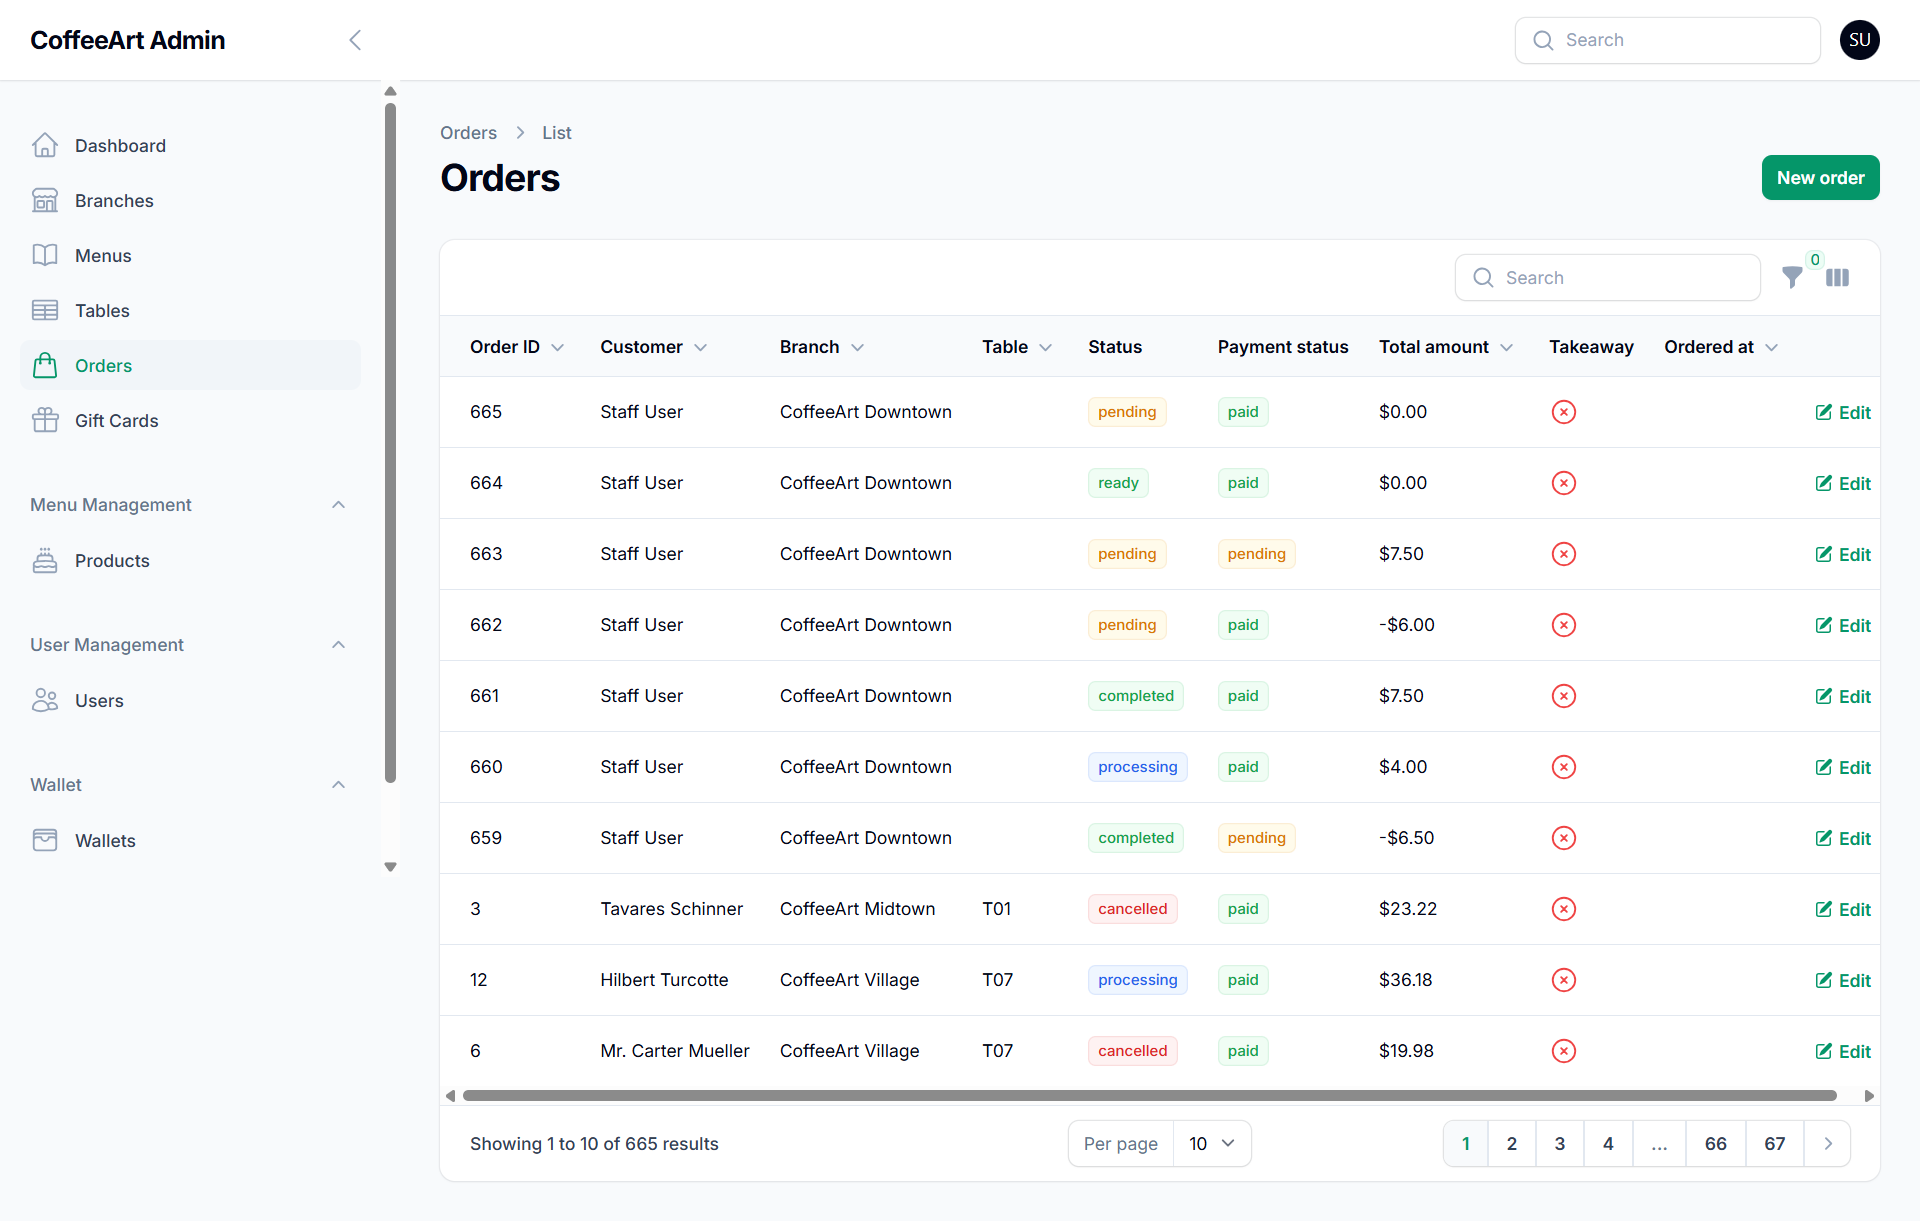 CoffeeArt Admin
Search
SU
Dashboard
Branches
Menus
Tables
Orders
Gift Cards
Menu Management
Products
User Management
Users
Wallet
Wallets
Orders List
Orders
New order
Search
0
Order ID Customer Branch Table Status Payment status Total amount Takeaway Ordered at
665 Staff User CoffeeArt Downtown pending paid $0.00 Edit
664 Staff User CoffeeArt Downtown ready paid $0.00 Edit
663 Staff User CoffeeArt Downtown pending pending $7.50 Edit
662 Staff User CoffeeArt Downtown pending paid -$6.00 Edit
661 Staff User CoffeeArt Downtown completed paid $7.50 Edit
660 Staff User CoffeeArt Downtown processing paid $4.00 Edit
659 Staff User CoffeeArt Downtown completed pending -$6.50 Edit
3 Tavares Schinner CoffeeArt Midtown T01 cancelled paid $23.22 Edit
12 Hilbert Turcotte CoffeeArt Village T07 processing paid $36.18 Edit
6 Mr. Carter Mueller CoffeeArt Village T07 cancelled paid $19.98 Edit
Showing 1 to 10 of 665 results
Per page 10
1 2 3 4 ... 66 67